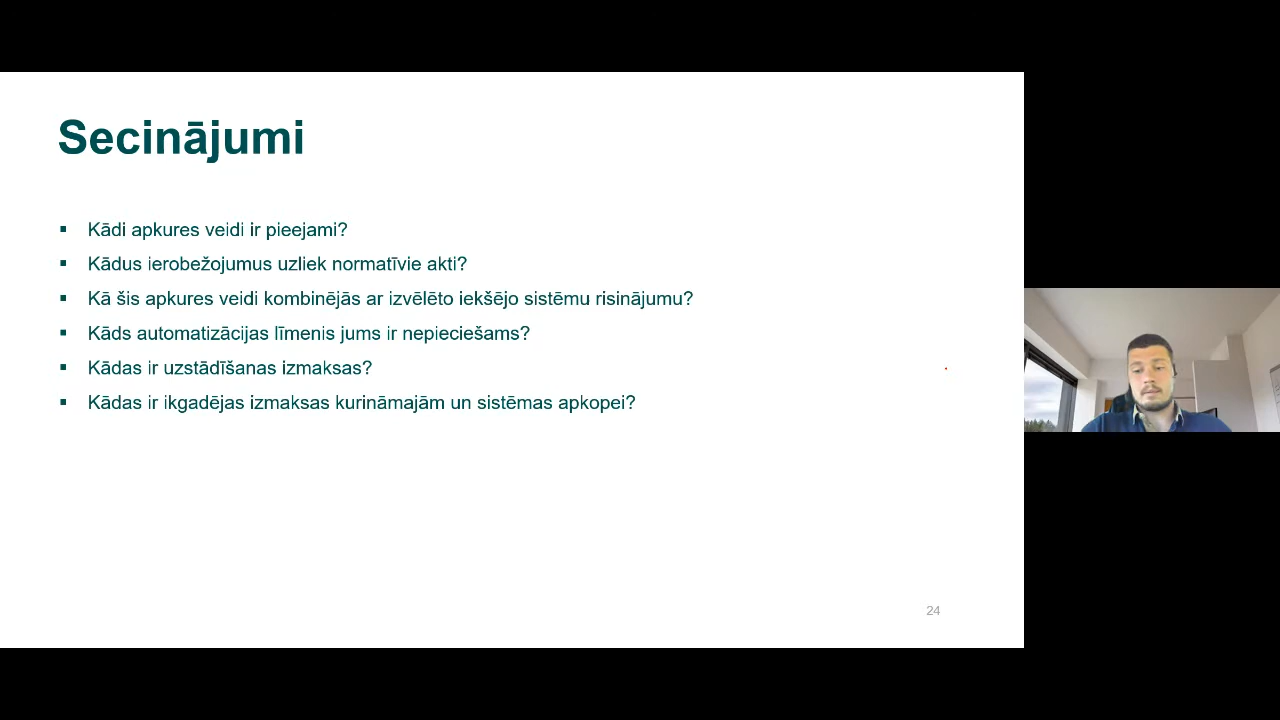 Secinājumi
▪ Kādi apkures veidi ir pieejami?
▪ Kādus ierobežojumus uzliek normatīvie akti?
▪ Kā šis apkures veidi kombinējās ar izvēlēto iekšējo sistēmu risinājumu?
▪ Kāds automatizācijas līmenis jums ir nepieciešams?
▪ Kādas ir uzstādīšanas izmaksas?
▪ Kādas ir ikgadējas izmaksas kurināmajām un sistēmas apkopei?
24